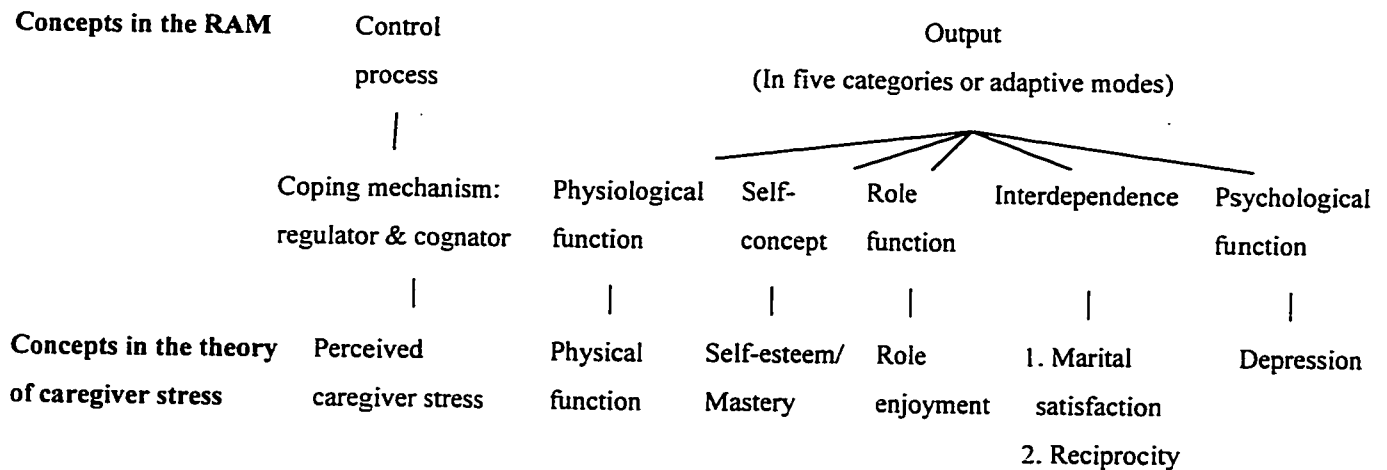 Concepts in the RAM
Control
process
Output
(In five categories or adaptive modes)
Coping mechanism:
regulator & cognator
Physiological
function
Self-
concept
Role
function
Interdependence
Psychological
function
Concepts in the theory
of caregiver stress
Perceived
caregiver stress
Physical
function
Self-esteem/
Mastery
Role
enjoyment
1. Marital
satisfaction
2. Reciprocity
Depression